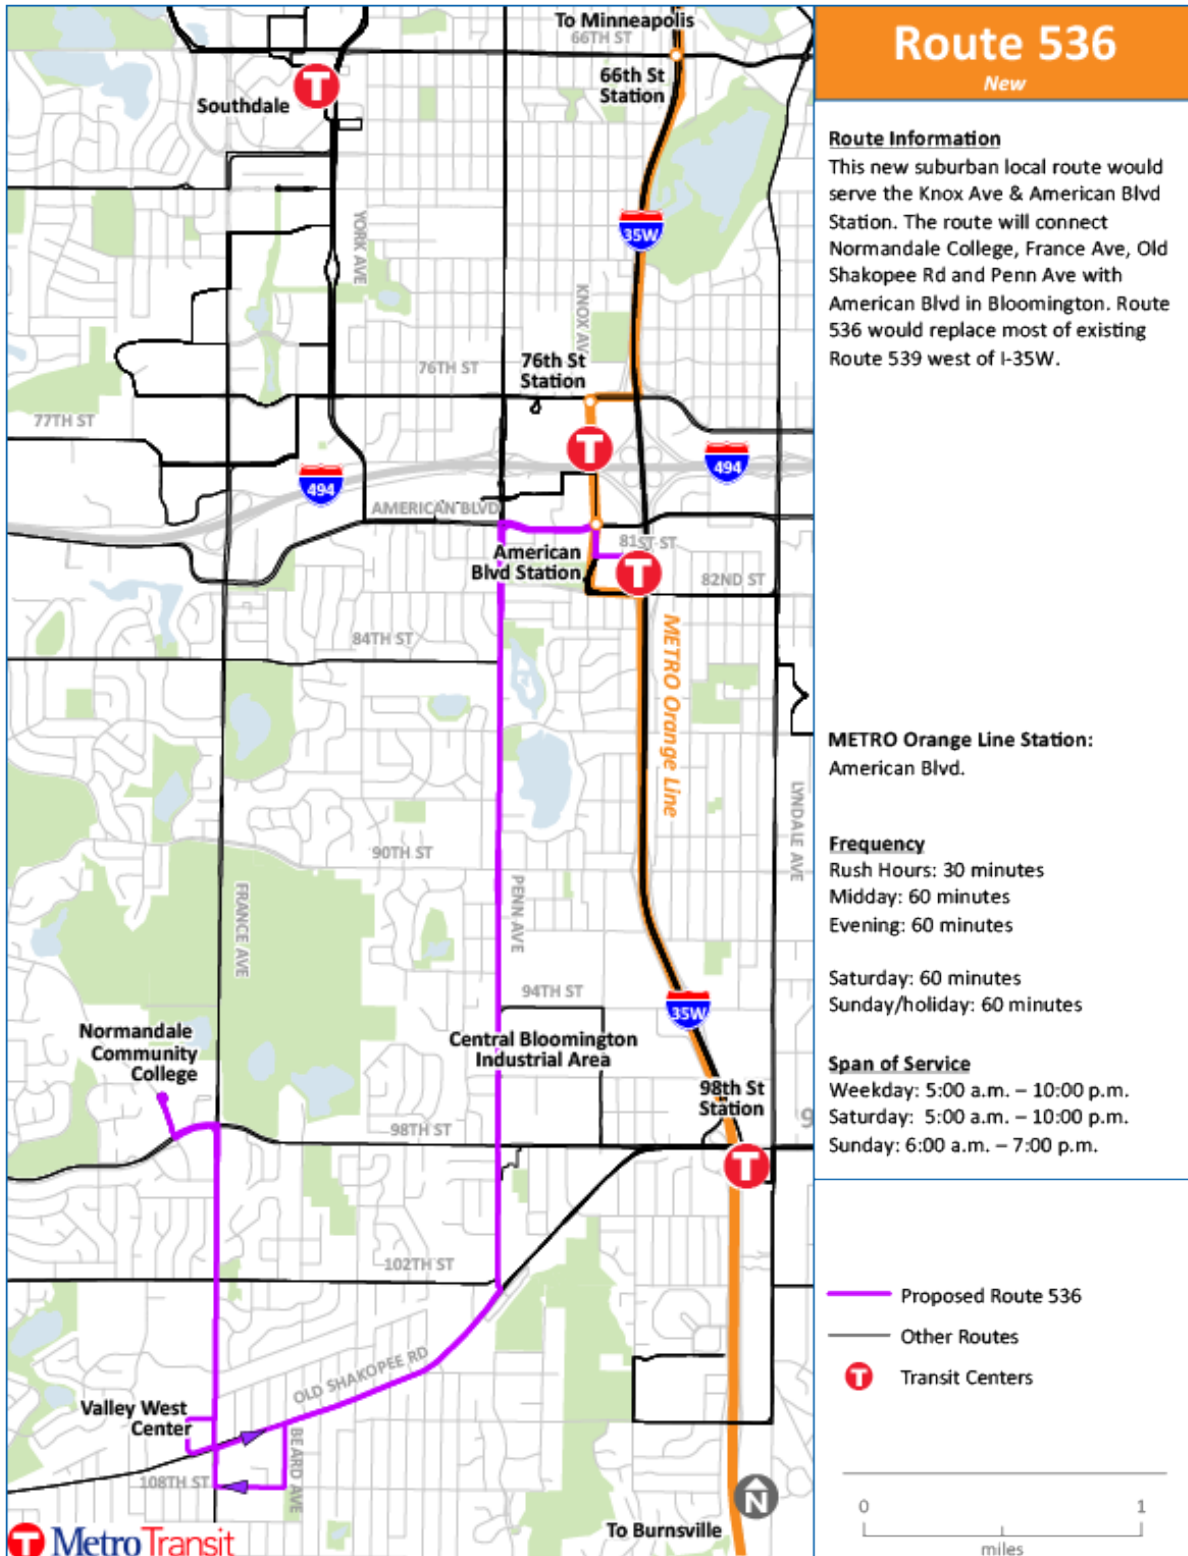 To Minneapolis
66TH ST
66th St
Station
Southdale
T
35W
YORK AVE
KNOX AV
76th St
Station
76TH ST
77TH ST
T
494
494
AMERICAN BLVD
American
Blvd Station
81ST ST
T
82ND ST
84TH ST
METRO Orange Line
LYNDALE AVE
90TH ST
FRANCE AVE
PENN AVE
94TH ST
35W
Normandale
Community
College
Central Bloomington
Industrial Area
98th St
Station
98TH ST
9
T
102TH ST
OLD SHAKOPEE RD
Valley West
Center
BEARD AVE
108TH ST
N
To Burnsville
T MetroTransit
Route 536
New
Route Information
This new suburban local route would
serve the Knox Ave & American Blvd
Station. The route will connect
Normandale College, France Ave, Old
Shakopee Rd and Penn Ave with
American Blvd in Bloomington. Route
536 would replace most of existing
Route 539 west of I-35W.
METRO Orange Line Station:
American Blvd.
Frequency
Rush Hours: 30 minutes
Midday: 60 minutes
Evening: 60 minutes
Saturday: 60 minutes
Sunday/holiday: 60 minutes
Span of Service
Weekday: 5:00 a.m. – 10:00 p.m.
Saturday: 5:00 a.m. – 10:00 p.m.
Sunday: 6:00 a.m. – 7:00 p.m.
Proposed Route 536
Other Routes
T Transit Centers
0 1
miles